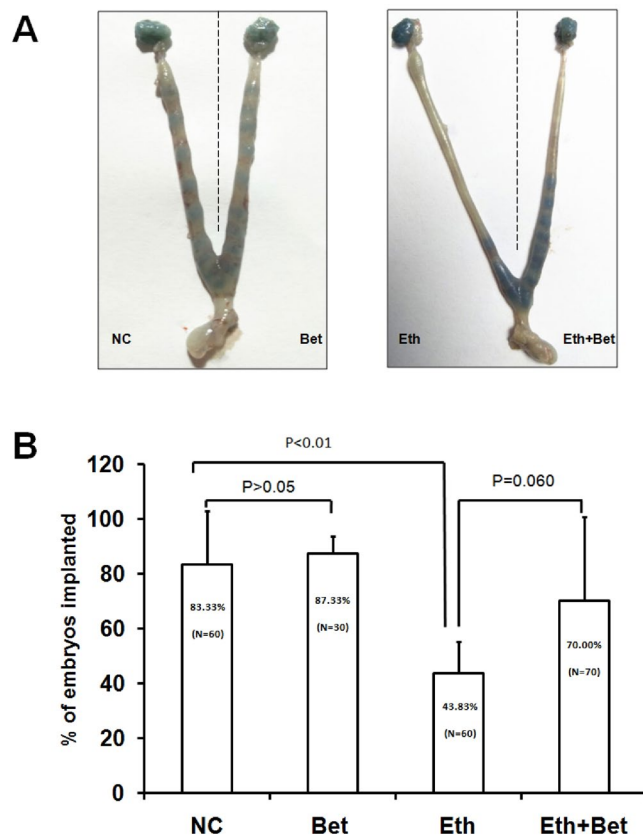 A
NC
Bet
Eth
Eth+Bet
B
P<0.01
P>0.05
P=0.060
% of embryos implanted
120
100
80
60
40
20
0
83.33%
(N=60)
87.33%
(N=30)
43.83%
(N=60)
70.00%
(N=70)
NC
Bet
Eth
Eth+Bet